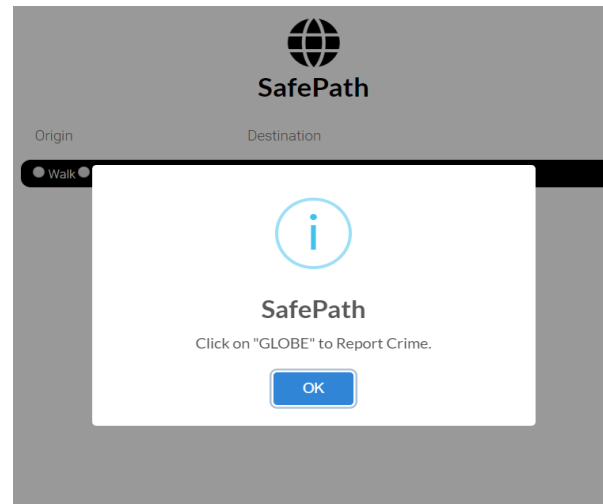 SafePath
Origin Destination
Walk
i
SafePath
Click on "GLOBE" to Report Crime.
OK